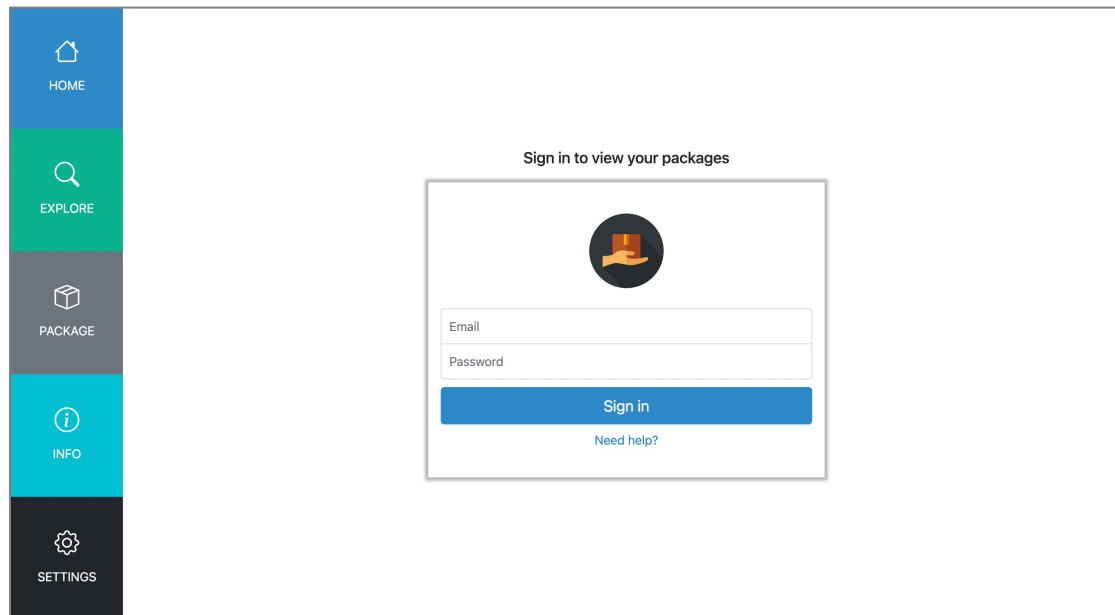 HOME
EXPLORE
PACKAGE
INFO
SETTINGS
Sign in to view your packages
Email
Password
Sign in
Need help?